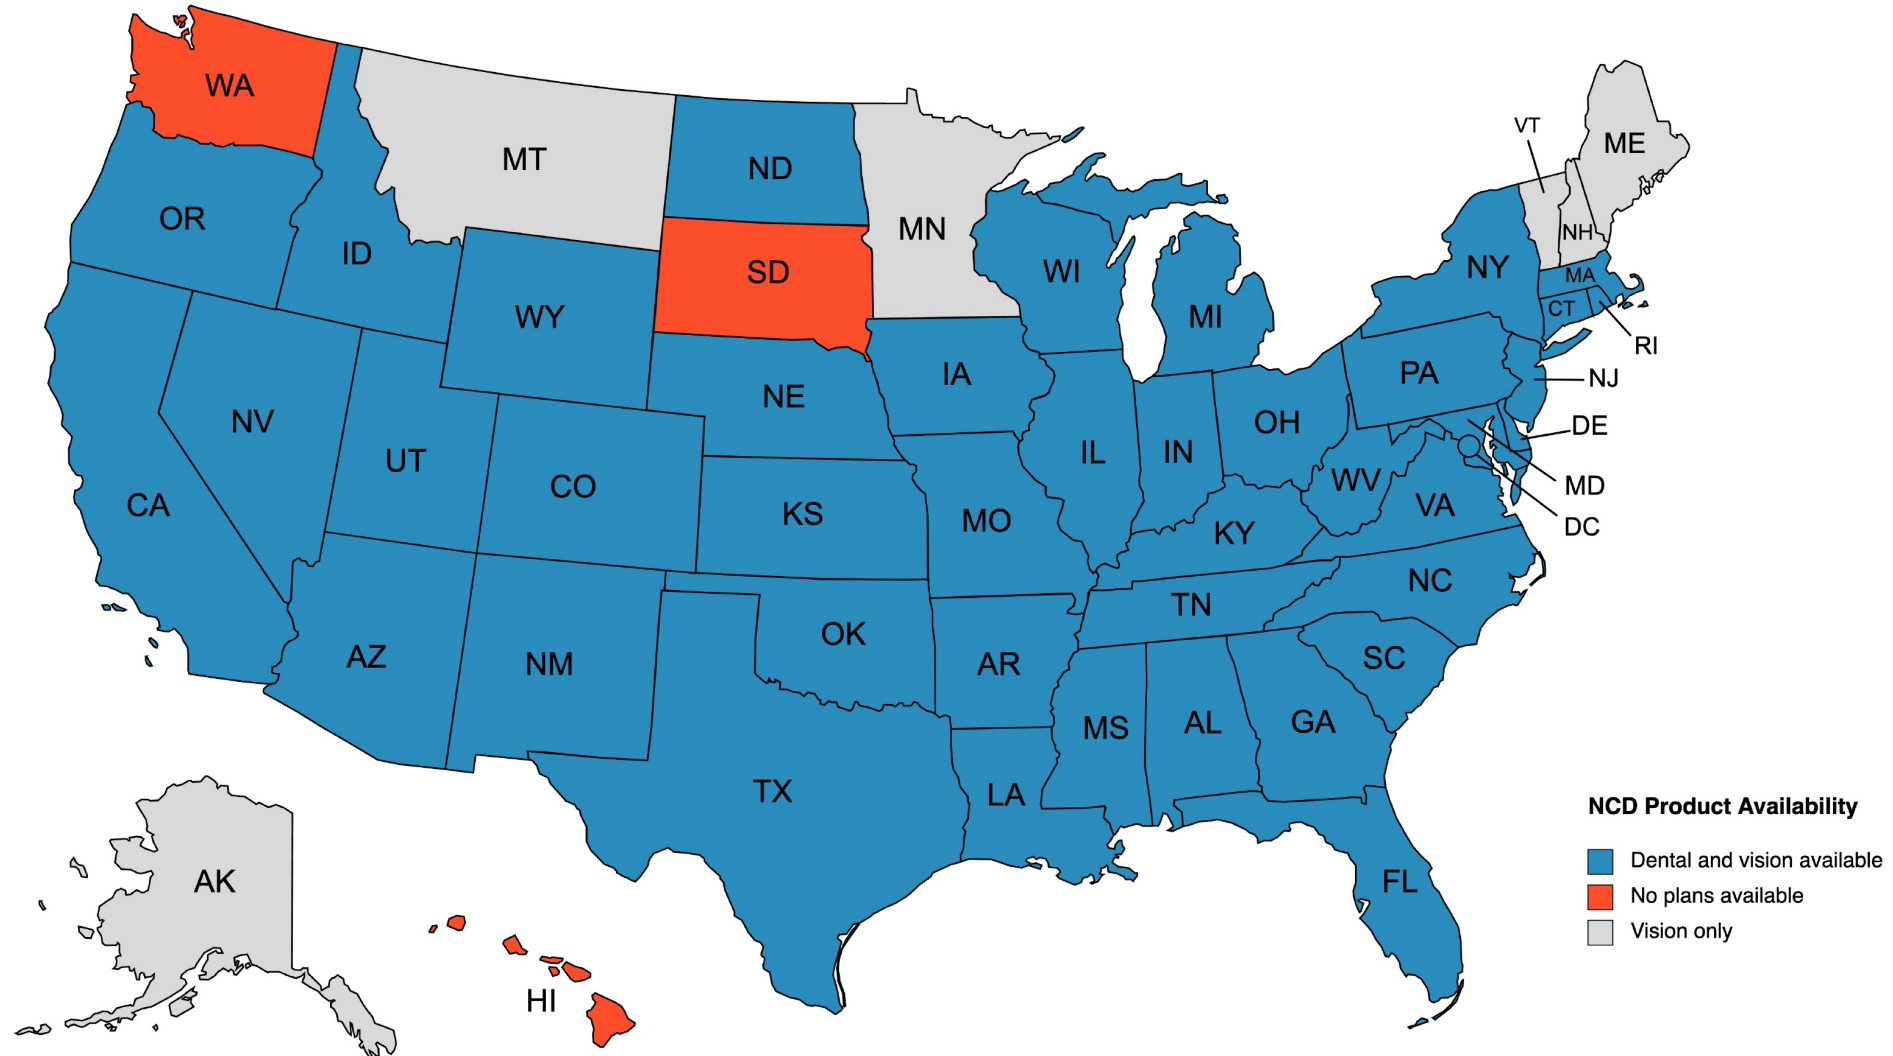 WA
MT
ND
MN
VT
ME
OR
ID
SD
WI
NH
NY
MA
WY
MI
CT
RI
IA
PA
NJ
NE
NV
OH
DE
UT
IL
IN
CO
WV
MD
CA
KS
MO
VA
DC
KY
NC
TN
OK
AZ
NM
AR
SC
MS
AL
GA
TX
LA
AK
FL
HI
NCD Product Availability
Dental and vision available
No plans available
Vision only